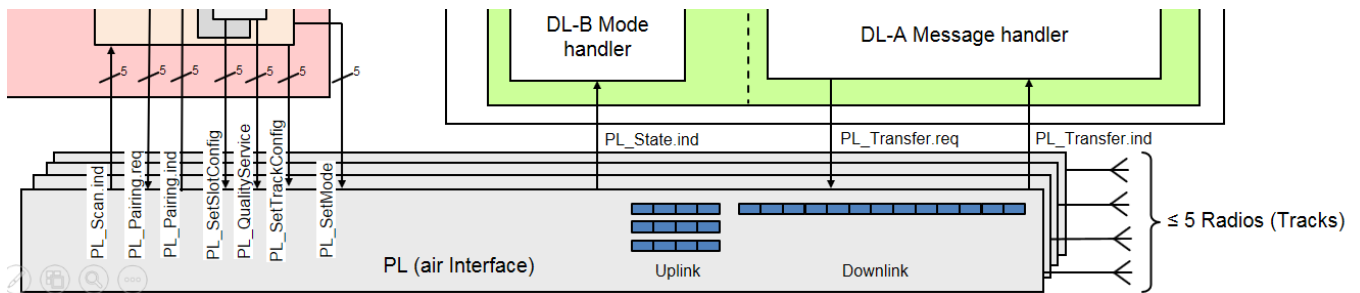 DL-B Mode
handler
DL-A Message handler
5
5
5
5
5
5
5
PL_Scan.ind
PL_Pairing.req
PL_Pairing.ind
PL_SetSlotConfig
PL_QualityService
PL_SetTrackConfig
PL_SetMode
PL_State.ind
PL_Transfer.req
PL_Transfer.ind
≤ 5 Radios (Tracks)
PL (air Interface)
Uplink
Downlink